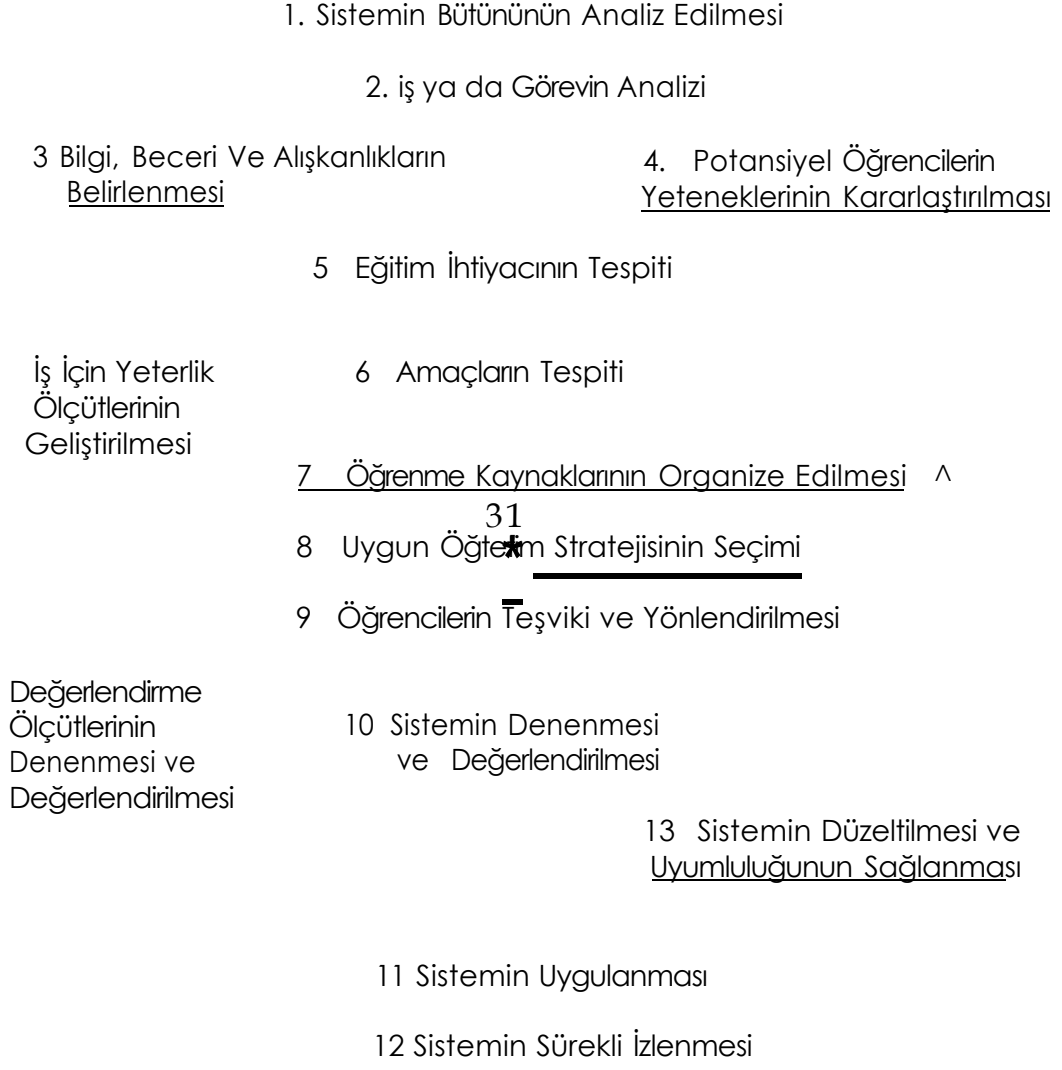 1. Sistemin Bütününün Analiz Edilmesi
2. iş ya da Görevin Analizi
3 Bilgi, Beceri Ve Alışkanlıkların
Belirlenmesi
4. Potansiyel Öğrencilerin
Yeteneklerinin Kararlaştırılması
5 Eğitim İhtiyacının Tespiti
İş İçin Yeterlik
Ölçütlerinin
Geliştirilmesi
6 Amaçların Tespiti
7 Öğrenme Kaynaklarının Organize Edilmesi ^
31
8 Uygun Öğretim Stratejisinin Seçimi
9 Öğrencilerin Teşviki ve Yönlendirilmesi
Değerlendirme
Ölçütlerinin
Denenmesi ve
Değerlendirilmesi
10 Sistemin Denenmesi
ve Değerlendirilmesi
13 Sistemin Düzeltilmesi ve
Uyumluluğunun Sağlanması
11 Sistemin Uygulanması
12 Sistemin Sürekli İzlenmesi